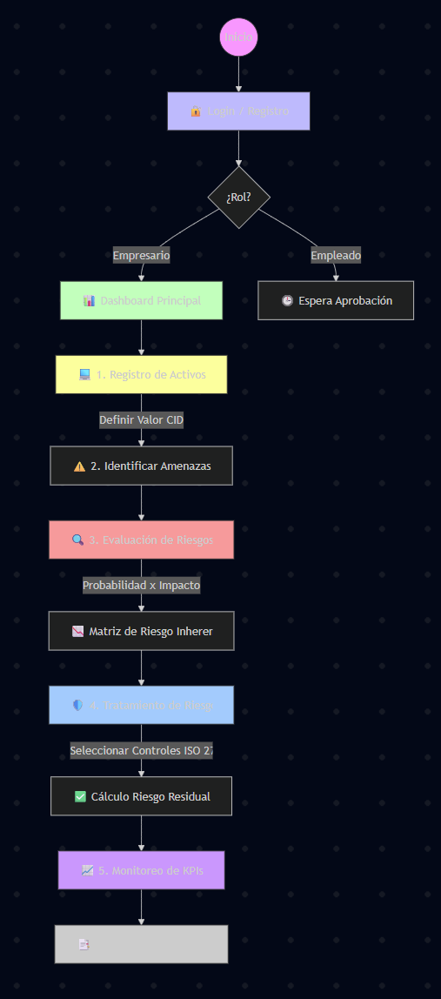 Inicio
🔐 Login / Registro
¿Rol?
Empresario
Empleado
📊 Dashboard Principal
🕒 Espera Aprobación
💻 1. Registro de Activos
Definir Valor CID
⚠️ 2. Identificar Amenazas
🔍 3. Evaluación de Riesgos
Probabilidad x Impacto
📉 Matriz de Riesgo Inherer
🛡️ 4. Tratamiento de Riesg
Seleccionar Controles ISO 27
✅ Cálculo Riesgo Residual
📈 5. Monitoreo de KPIs
📑